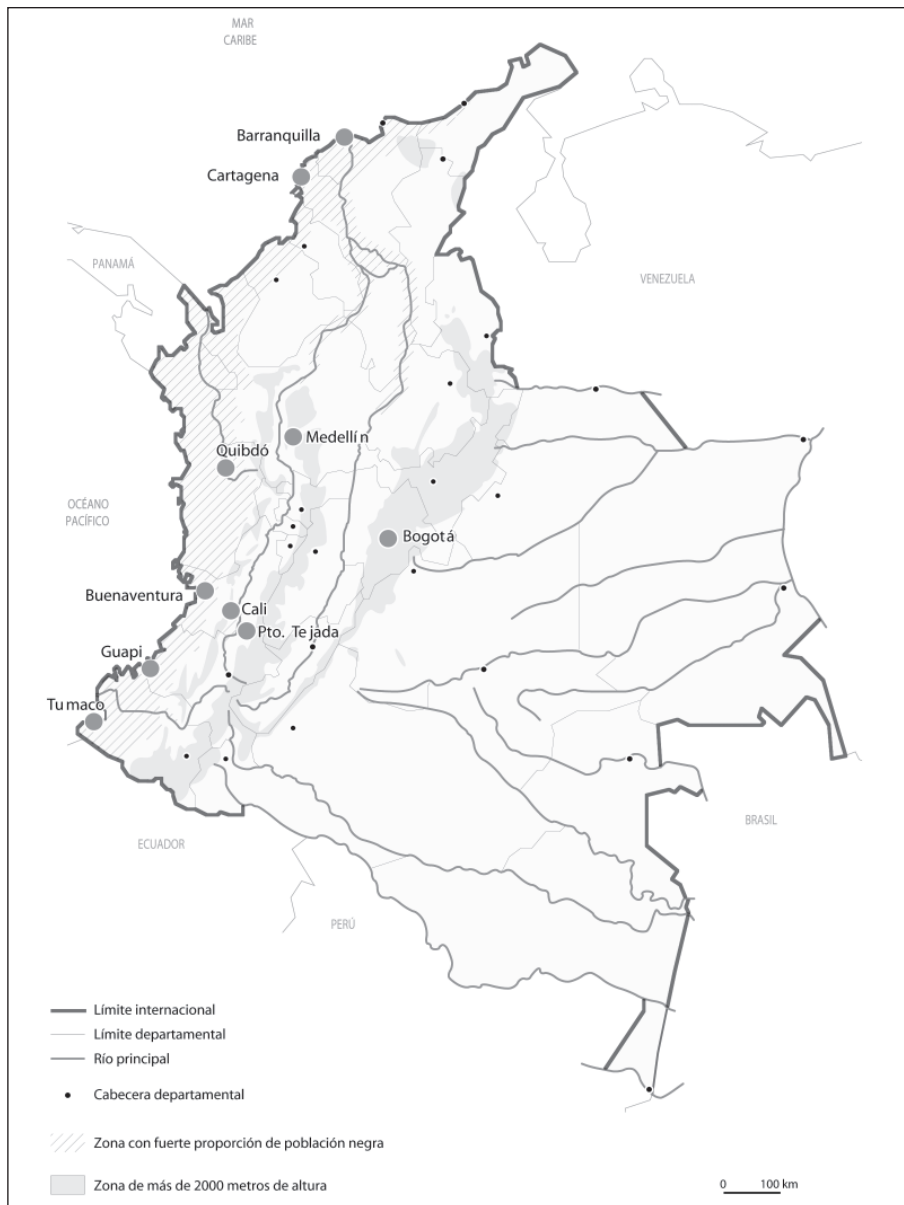 MAR
CARIBE
Barranquilla
Cartagena
PANAMÁ
VENEZUELA
Medellín
Quibdó
OCÉANO
PACÍFICO
Bogotá
Buenaventura
Cali
Pto. Tejada
Guapi
Tumaco
BRASIL
ECUADOR
PERÚ
Límite internacional
Límite departamental
Río principal
Cabecera departamental
Zona con fuerte proporción de población negra
Zona de más de 2000 metros de altura
0 100 km